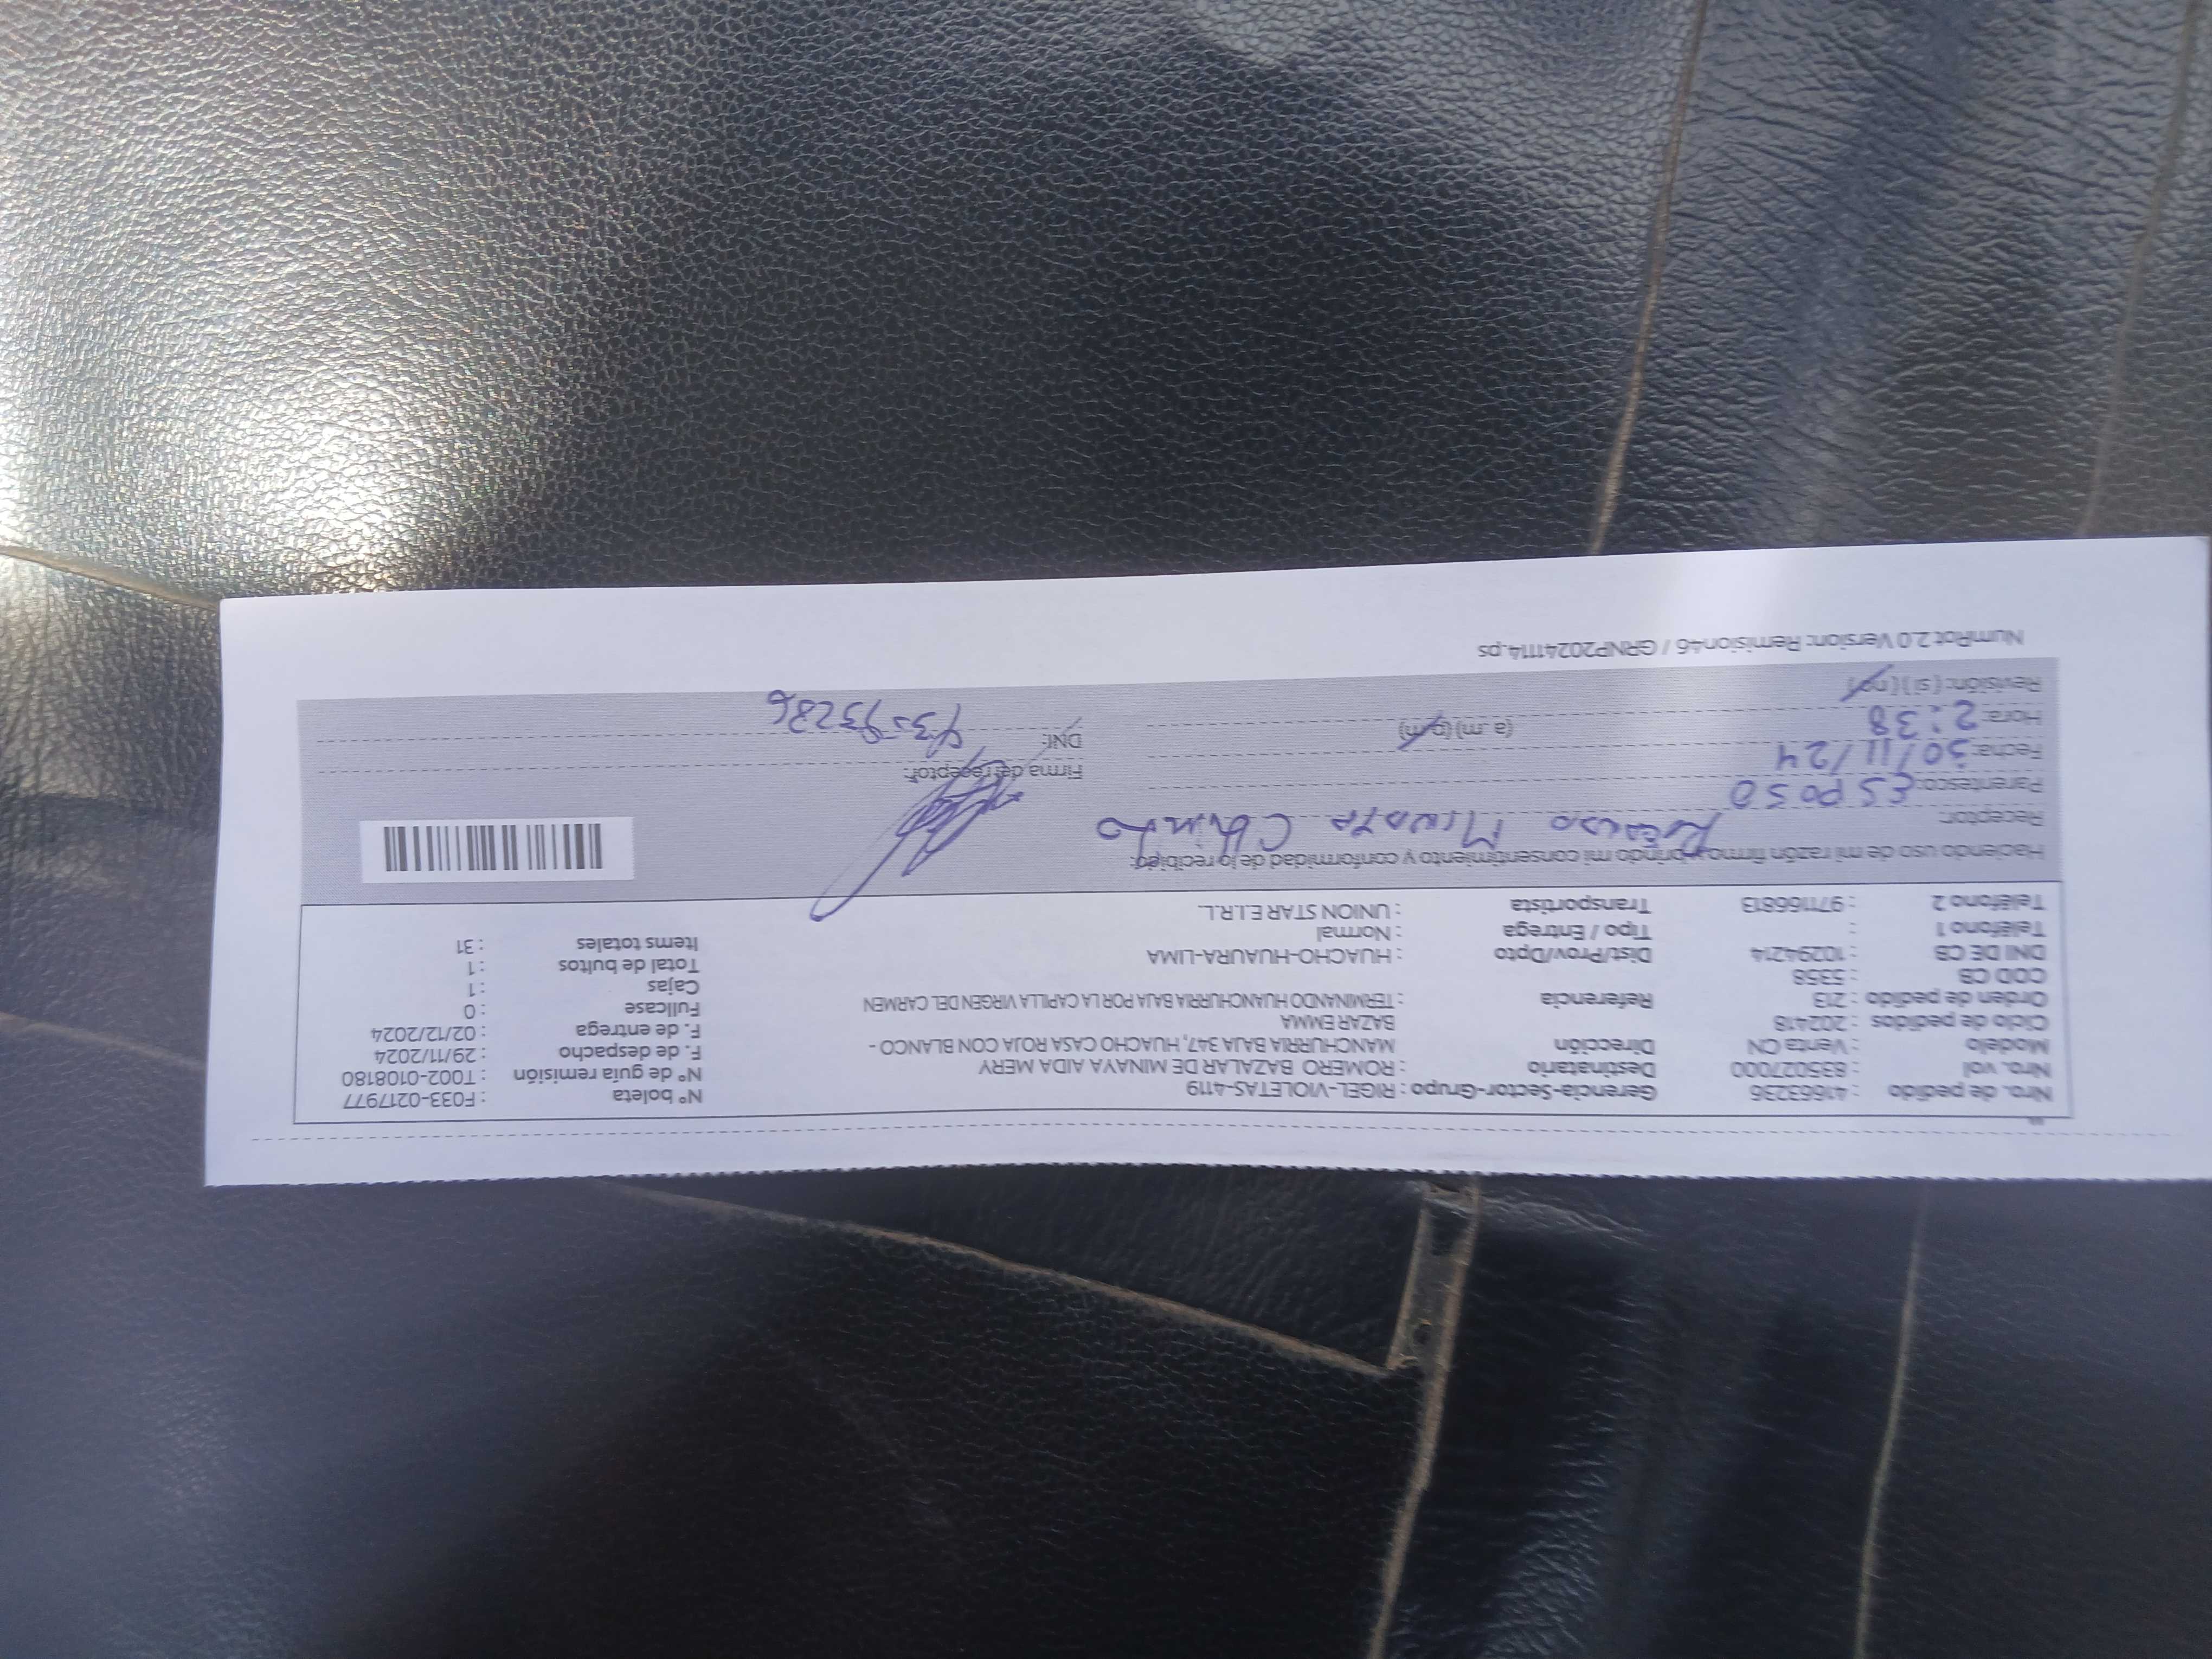 Nro. de pedido : 41663236 Gerencia-Sector-Grupo : RIGEL-VIOLETAS-4119 N° boleta : F033-0217977
Nro. vol : 835027000 Destinatario : ROMERO BAZALAR DE MINAYA AIDA MERY N° de guía remisión : T002-0108180
Modelo : Venta CN Dirección MANCHURRIA BAJA 347, HUACHO CASA ROJA CON BLANCO - F. de despacho : 29/11/2024
Ciclo de pedidos : 202418 BAZAR EMMA F. de entrega : 02/12/2024
Orden de pedido : 213 Referencia : TERMINANDO HUANCHURRIA BAJA POR LA CAPILLA VIRGEN DEL CARMEN Fullcase : 0
COD CB : 5358 Cajas : 1
DNI DE CB : 10294214 Dist/Prov/Dpto : HUACHO-HUAURA-LIMA Total de bultos : 1
Teléfono 1 : Tipo / Entrega : Normal Items totales : 31
Teléfono 2 : 971166813 Transportista : UNION STAR E.I.R.L.
Haciendo uso de mi razón firmo y brindo mi consentimiento y conformidad de lo recibido:
Receptor: Minaya
Parentesco: ESPOSO
Fecha: 30/11/24 Firma del receptor:
Hora: 2:38 (a .m) (p.m) DNI:
Revisión: (si) (no)
NumRot 2.0 Version: Remision46 / GRNP20241114.ps